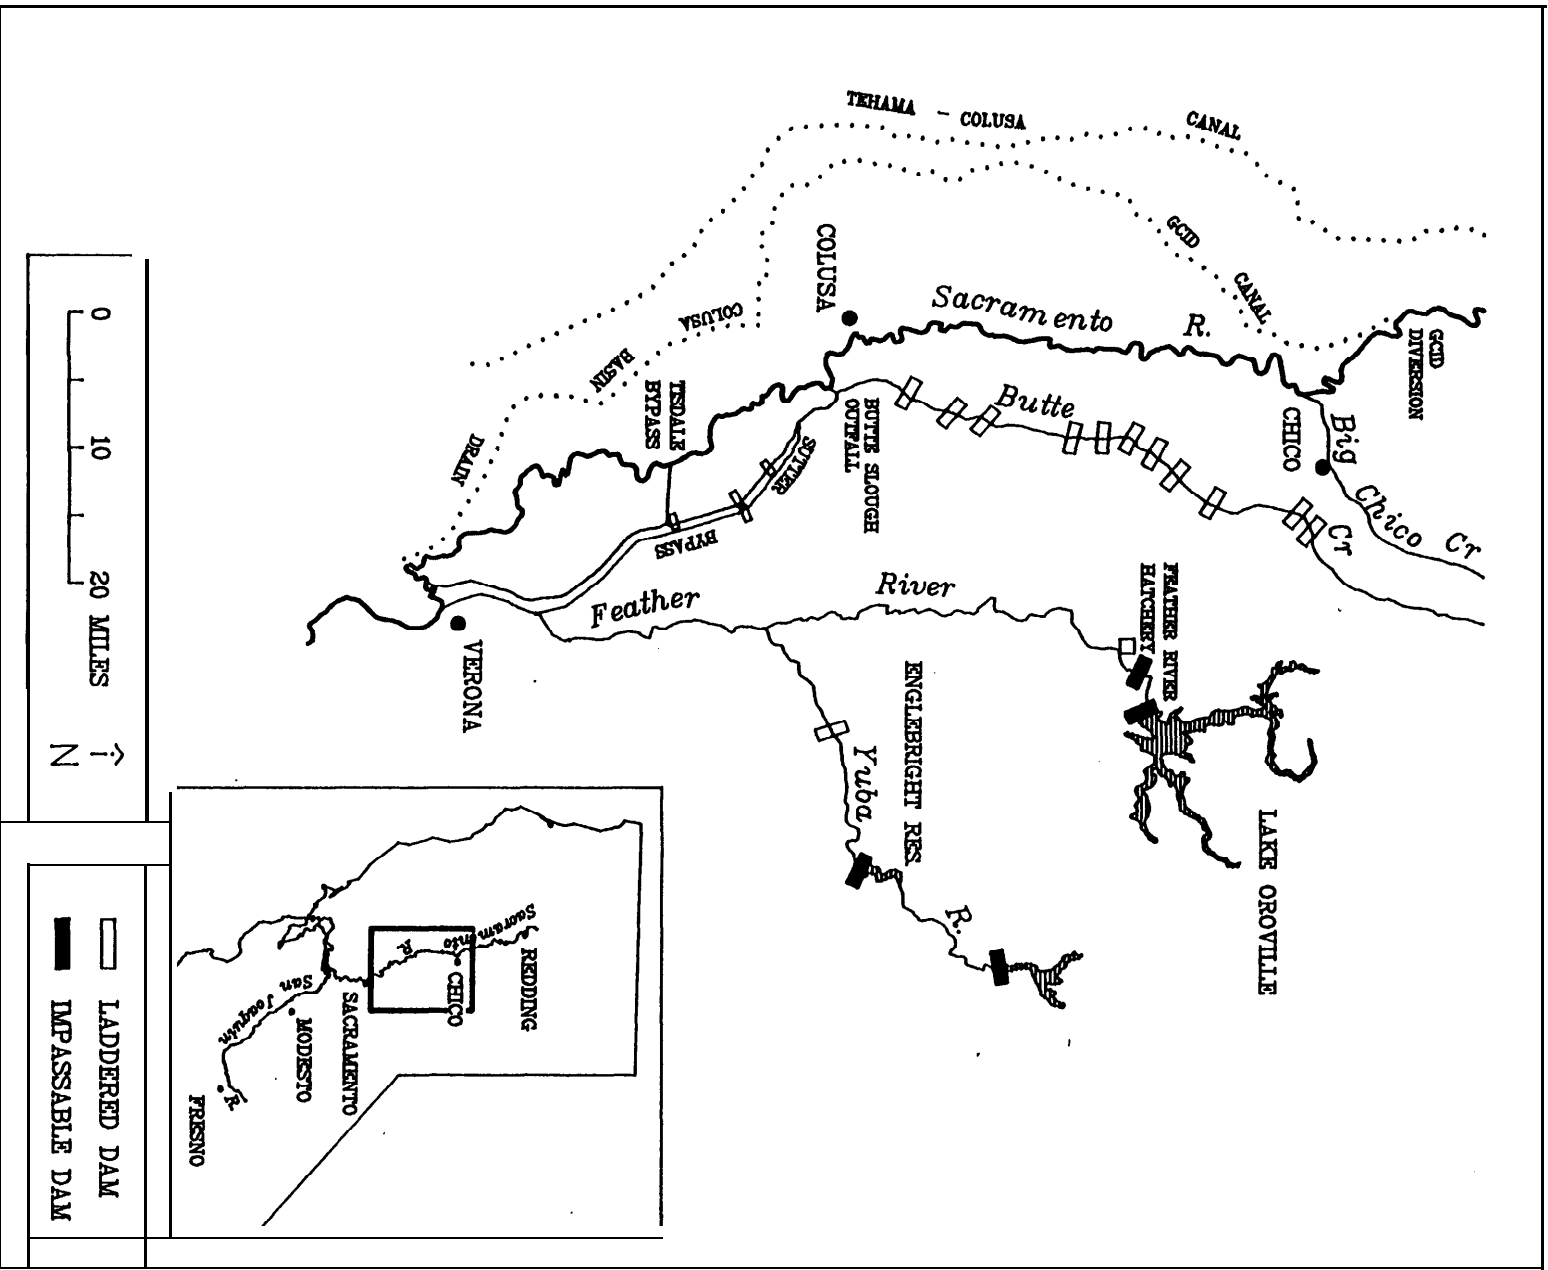 TEHAMA - COLUSA CANAL
GCID CANAL
GCID
DIVERSION
COLUSA
Sacramento R.
COLUSA BASIN DRAIN
TISDALE
BYPASS
BUTTE SLOUGH
OUTFALL
SUTTER BYPASS
Butte Cr
CHICO
Big Chico Cr
Feather River
FEATHER RIVER
HATCHERY
VERONA
ENGLEBRIGHT RES.
Yuba R.
LAKE OROVILLE
0 10 20 MILES
N
Sacramento R.
REDDING
CHICO
SACRAMENTO
San Joaquin R.
MODESTO
FRESNO
LADDERED DAM
IMPASSABLE DAM